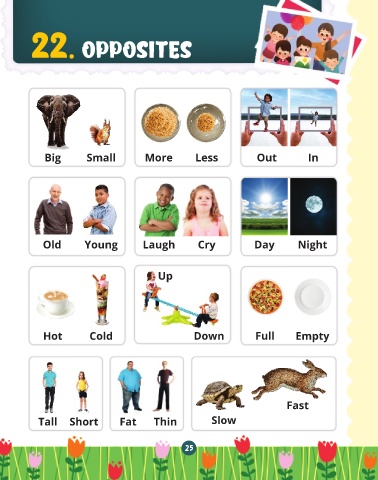 22. OPPOSITES
Big Small
More Less
Out In
Old Young
Laugh Cry
Day Night
Hot Cold
Up
Down
Full Empty
Tall Short
Fat Thin
Slow
Fast
25